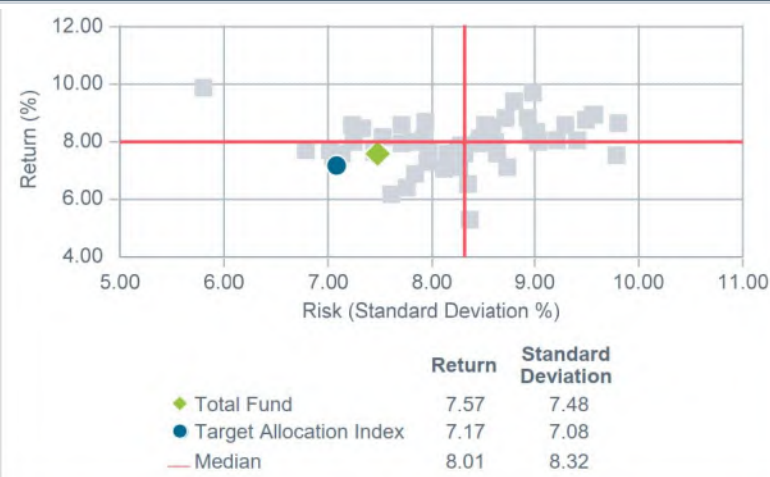 12.00
10.00
8.00
6.00
4.00
Return (%)
5.00 6.00 7.00 8.00 9.00 10.00 11.00
Risk (Standard Deviation %)
Return Standard Deviation
Total Fund 7.57 7.48
Target Allocation Index 7.17 7.08
Median 8.01 8.32